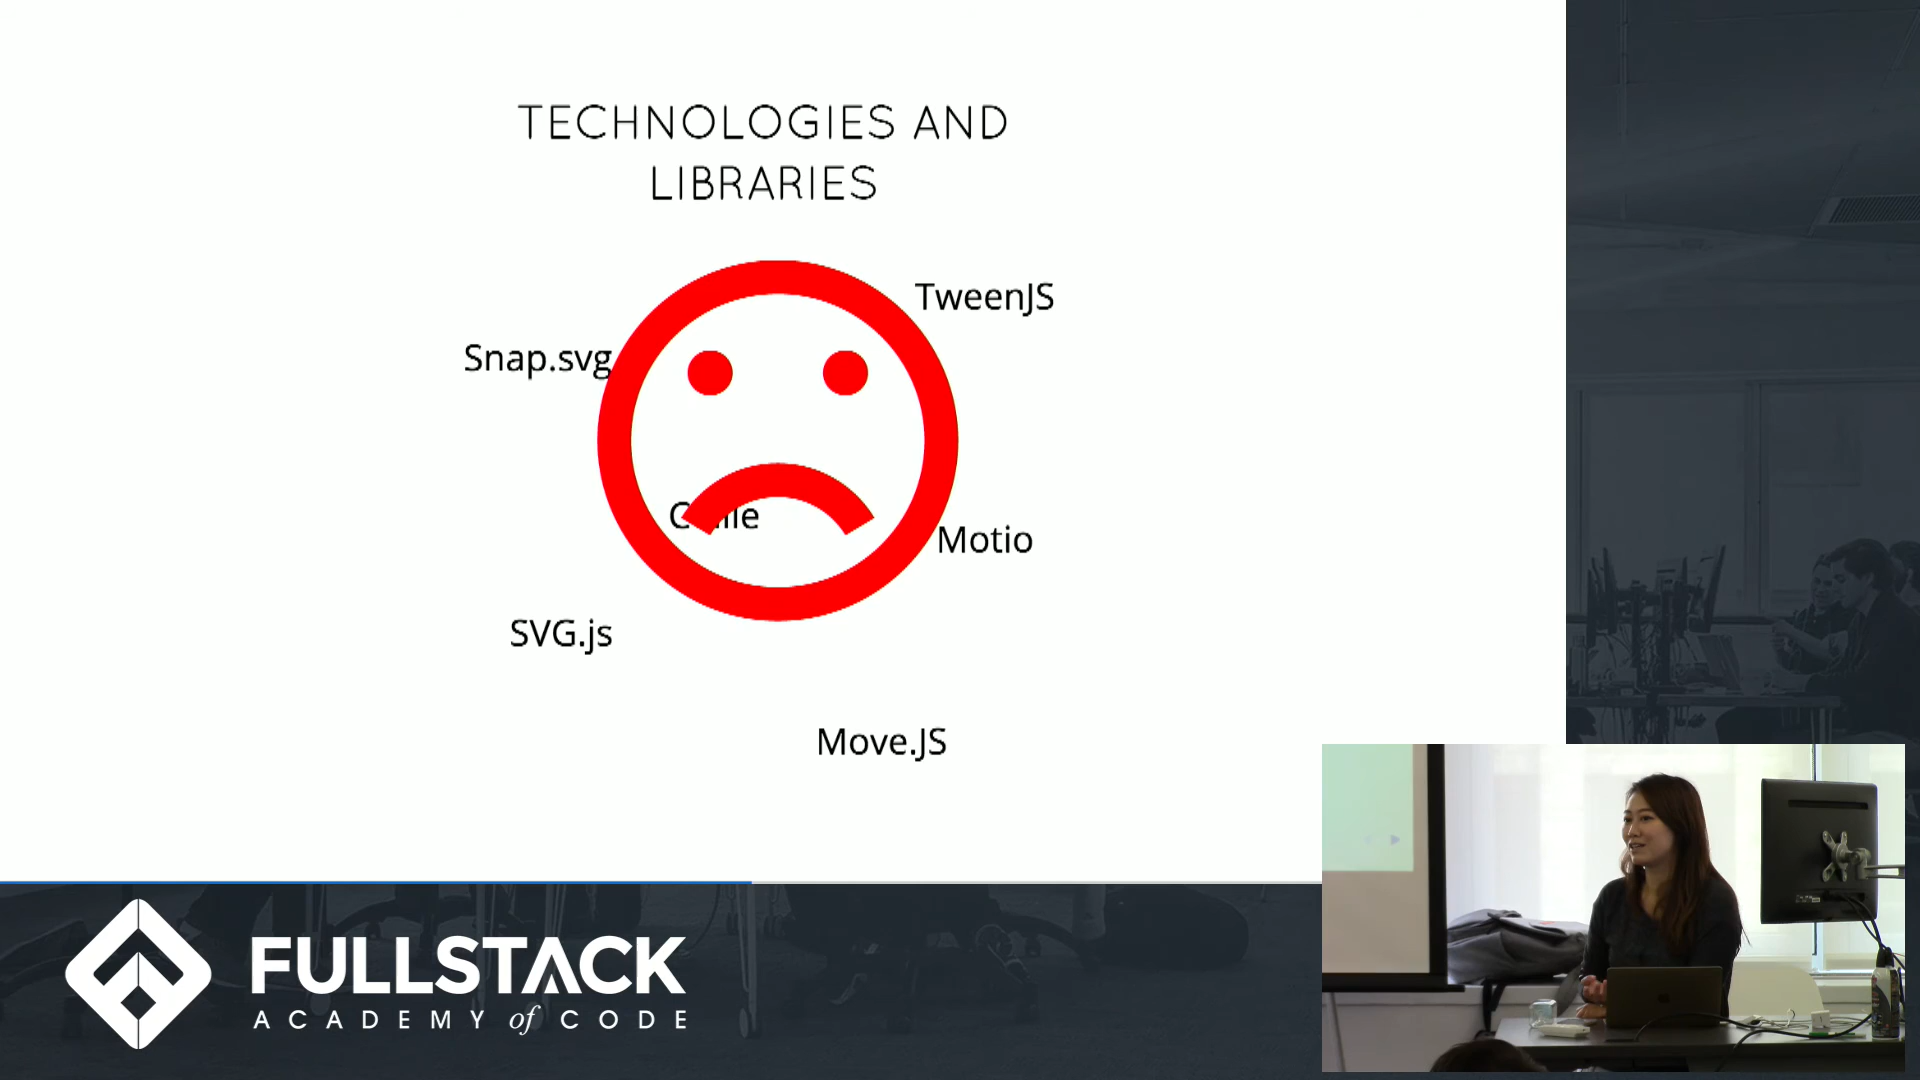 TECHNOLOGIES AND
LIBRARIES
TweenJS
Snap.svg
Motio
SVG.js
Move.JS
FULLSTACK
ACADEMY of CODE